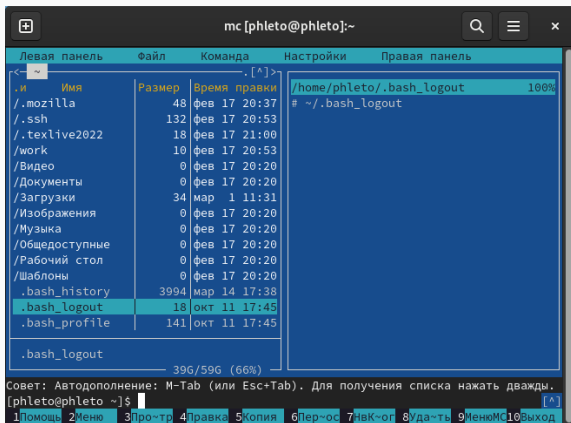 mc [phleto@phleto]:~
Левая панель Файл Команда Настройки Правая панель
<- ~ .[^]>
.и Имя Размер Время правки /home/phleto/.bash_logout 100%
/.mozilla 48 фев 17 20:37 # ~/.bash_logout
/.ssh 132 фев 17 20:53
/.texlive2022 18 фев 17 21:00
/work 10 фев 17 20:53
/Видео 0 фев 17 20:20
/Документы 0 фев 17 20:20
/Загрузки 34 мар 1 11:31
/Изображения 0 фев 17 20:20
/Музыка 0 фев 17 20:20
/Общедоступные 0 фев 17 20:20
/Рабочий стол 0 фев 17 20:20
/Шаблоны 0 фев 17 20:20
.bash_history 3994 мар 14 17:38
.bash_logout 18 окт 11 17:45
.bash_profile 141 окт 11 17:45
.bash_logout
39G/59G (66%)
Совет: Автодополнение: M-Tab (или Esc+Tab). Для получения списка нажать дважды.
[phleto@phleto ~]$ [^]
1Помощь 2Меню 3Про~тр 4Правка 5Копия 6Пер~ос 7НвК~ог 8Уда~ть 9МенюMC 10Выход